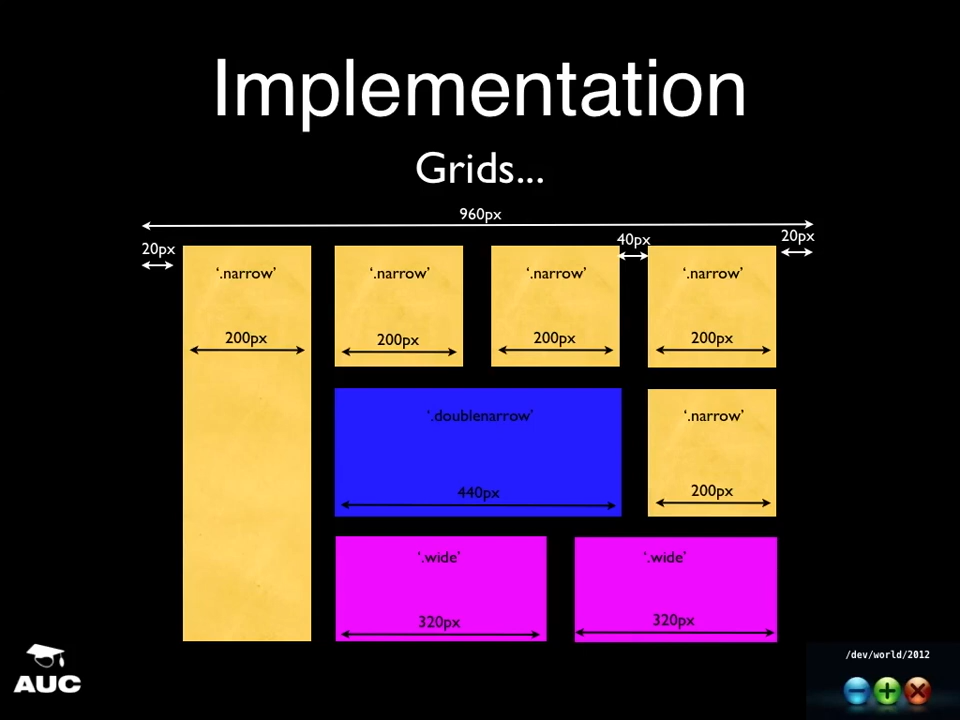 Implementation
Grids...
960px
20px
40px
20px
‘.narrow’
‘.narrow’
‘.narrow’
‘.narrow’
200px
200px
200px
200px
‘.doublenarrow’
‘.narrow’
440px
200px
‘.wide’
‘.wide’
320px
320px
AUC
/dev/world/2012